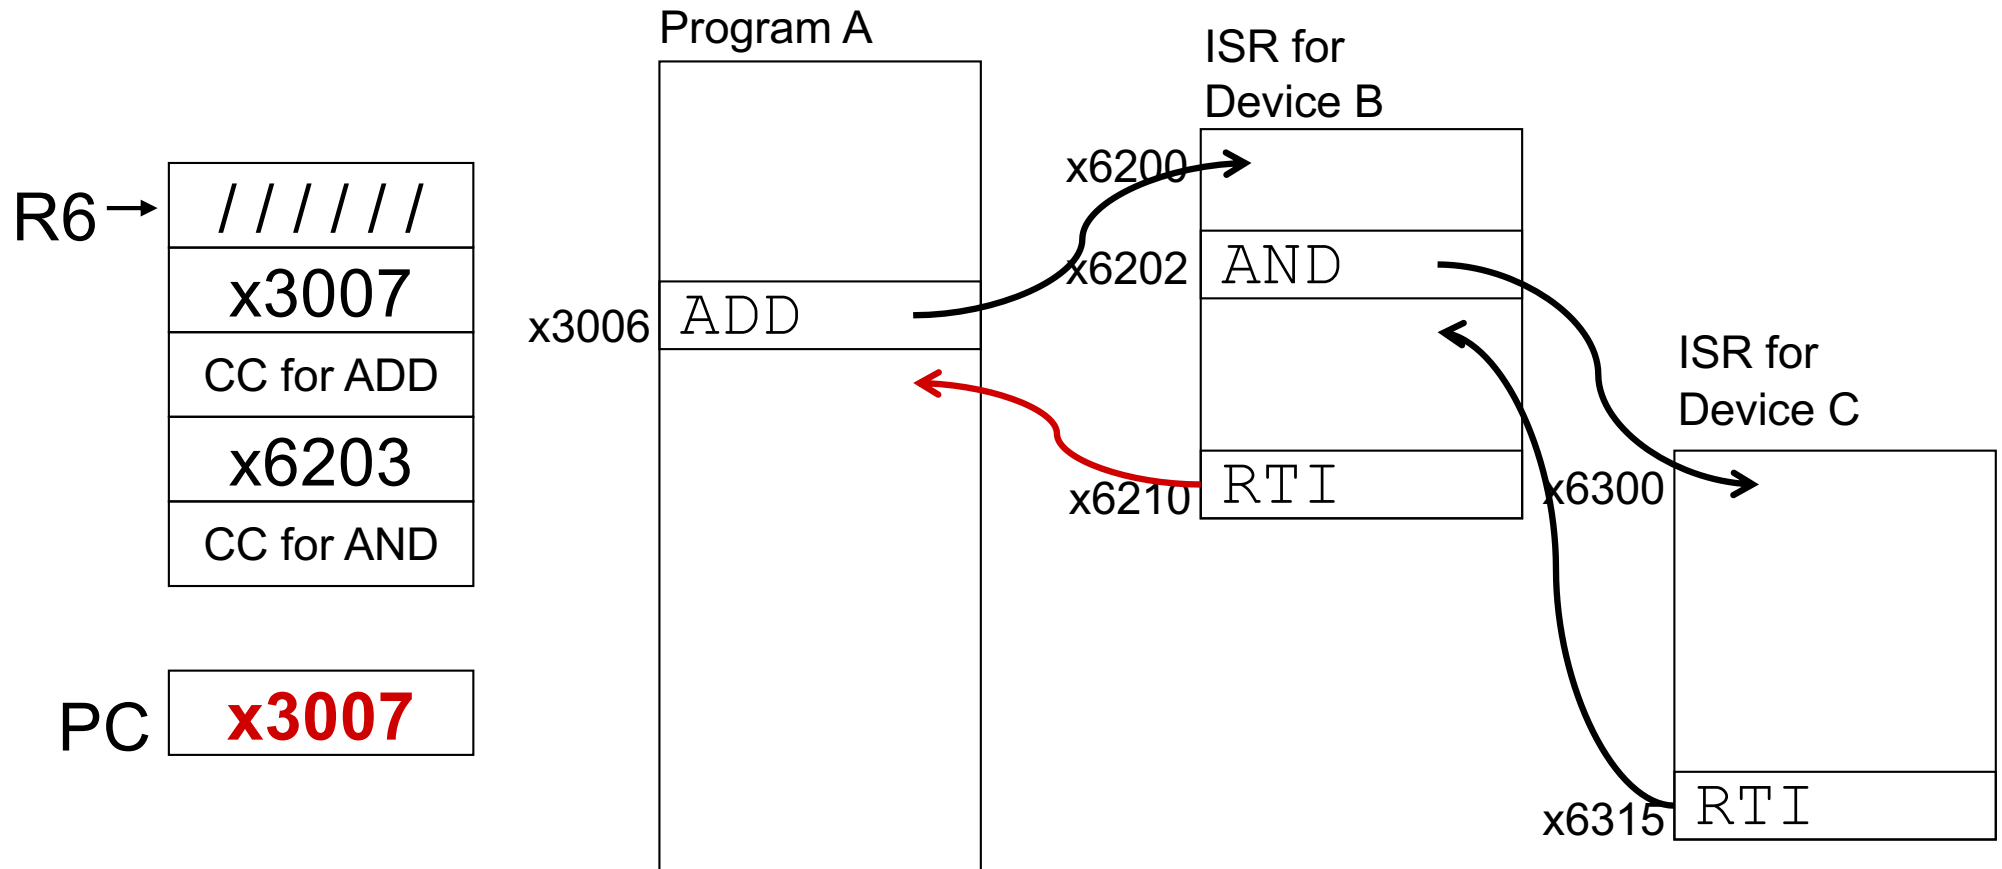 Program A
ISR for
Device B
R6
//////
x3007
CC for ADD
x6203
CC for AND
PC
x3007
x3006
ADD
x6200
x6202
AND
x6210
RTI
ISR for
Device C
x6300
x6315
RTI